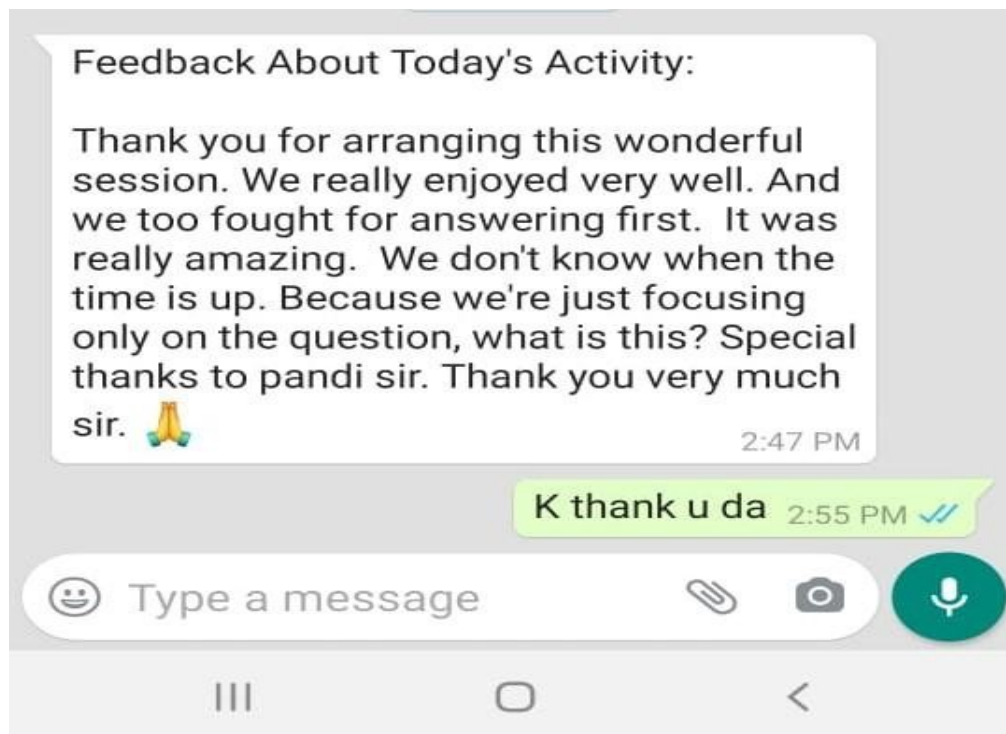 Feedback About Today's Activity:
Thank you for arranging this wonderful
session. We really enjoyed very well. And
we too fought for answering first.  It was
really amazing.  We don't know when the
time is up. Because we're just focusing
only on the question, what is this? Special
thanks to pandi sir. Thank you very much
sir. 🙏
2:47 PM
K thank u da 2:55 PM
Type a message